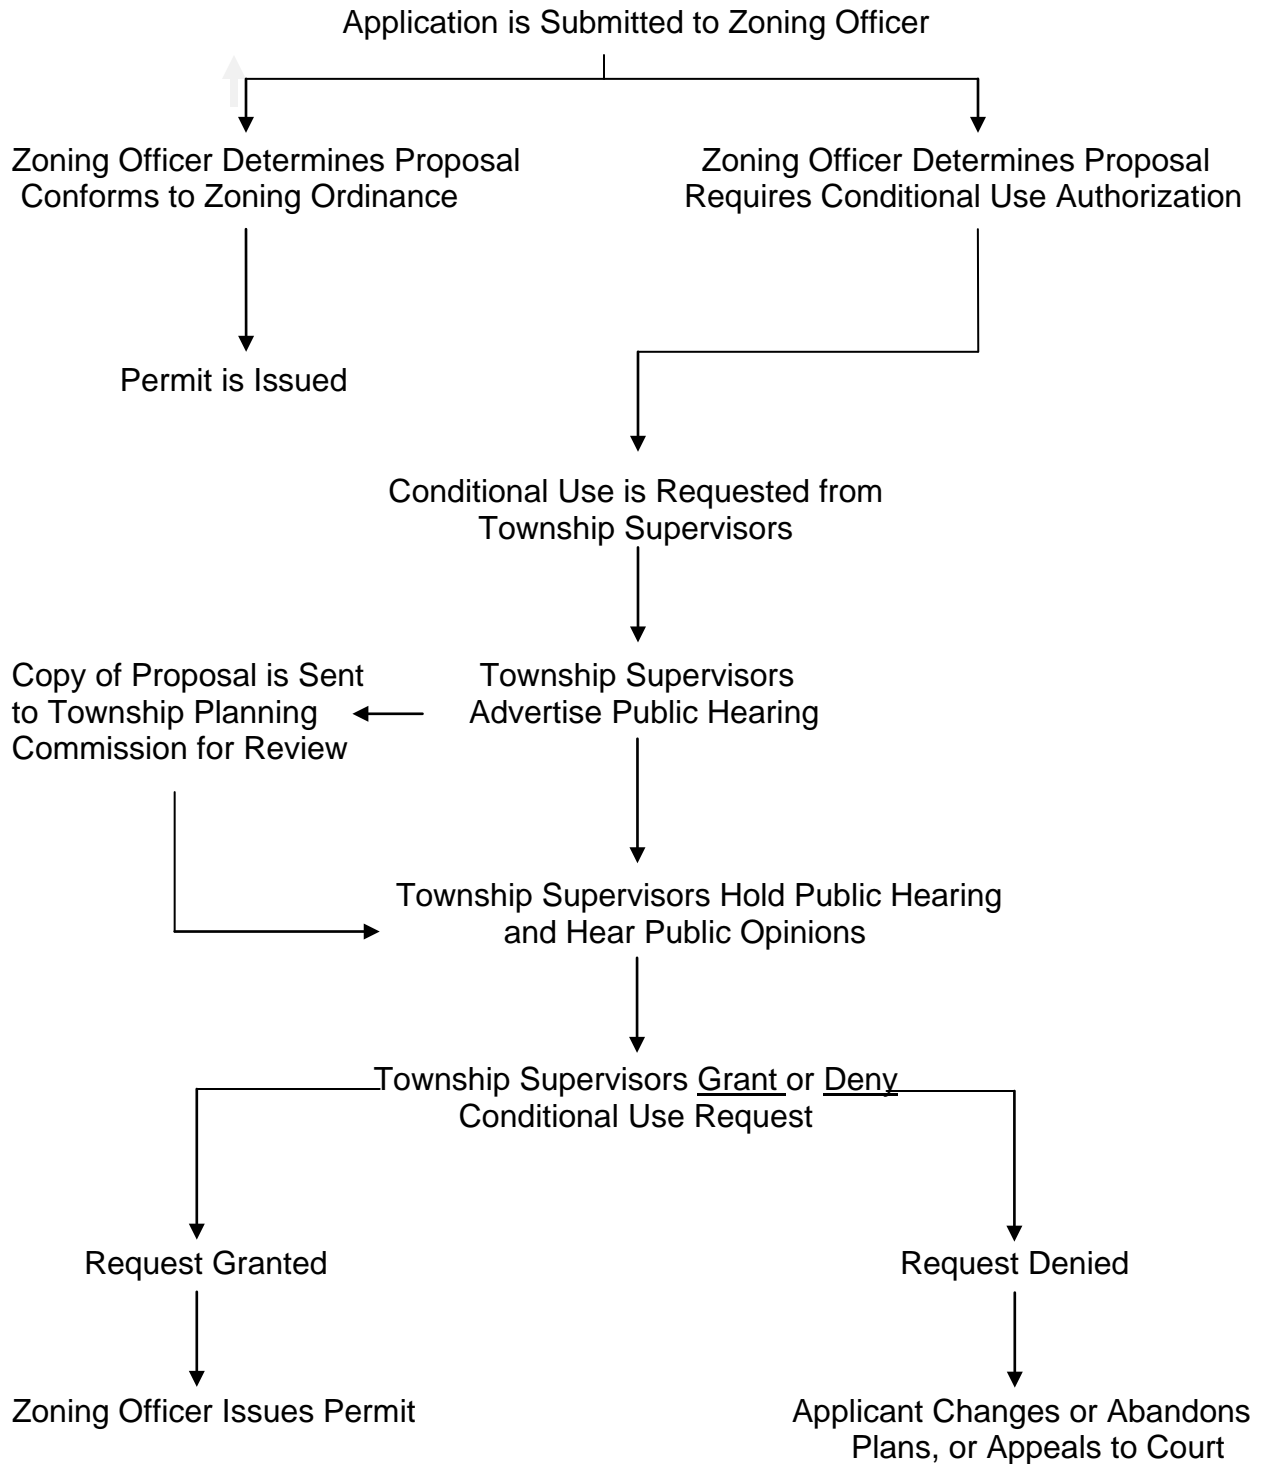 Application is Submitted to Zoning Officer
Zoning Officer Determines Proposal
Conforms to Zoning Ordinance
Zoning Officer Determines Proposal
Requires Conditional Use Authorization
Permit is Issued
Conditional Use is Requested from
Township Supervisors
Copy of Proposal is Sent
to Township Planning
Commission for Review
Township Supervisors
Advertise Public Hearing
Township Supervisors Hold Public Hearing
and Hear Public Opinions
Township Supervisors Grant or Deny
Conditional Use Request
Request Granted
Request Denied
Zoning Officer Issues Permit
Applicant Changes or Abandons
Plans, or Appeals to Court